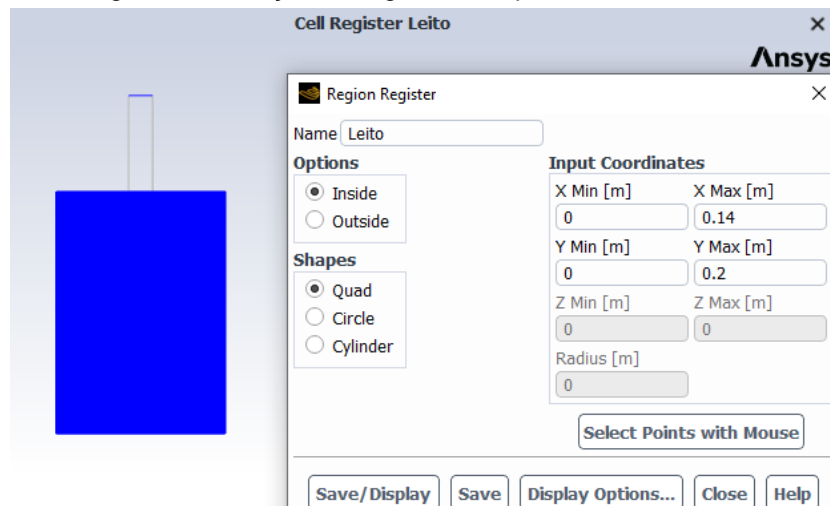 Cell Register Leito
Ansys
Region Register
Name Leito
Options
Inside
Outside
Shapes
Quad
Circle
Cylinder
Input Coordinates
X Min [m] X Max [m]
0 0.14
Y Min [m] Y Max [m]
0 0.2
Z Min [m] Z Max [m]
0 0
Radius [m]
0
Select Points with Mouse
Save/Display Save Display Options... Close Help